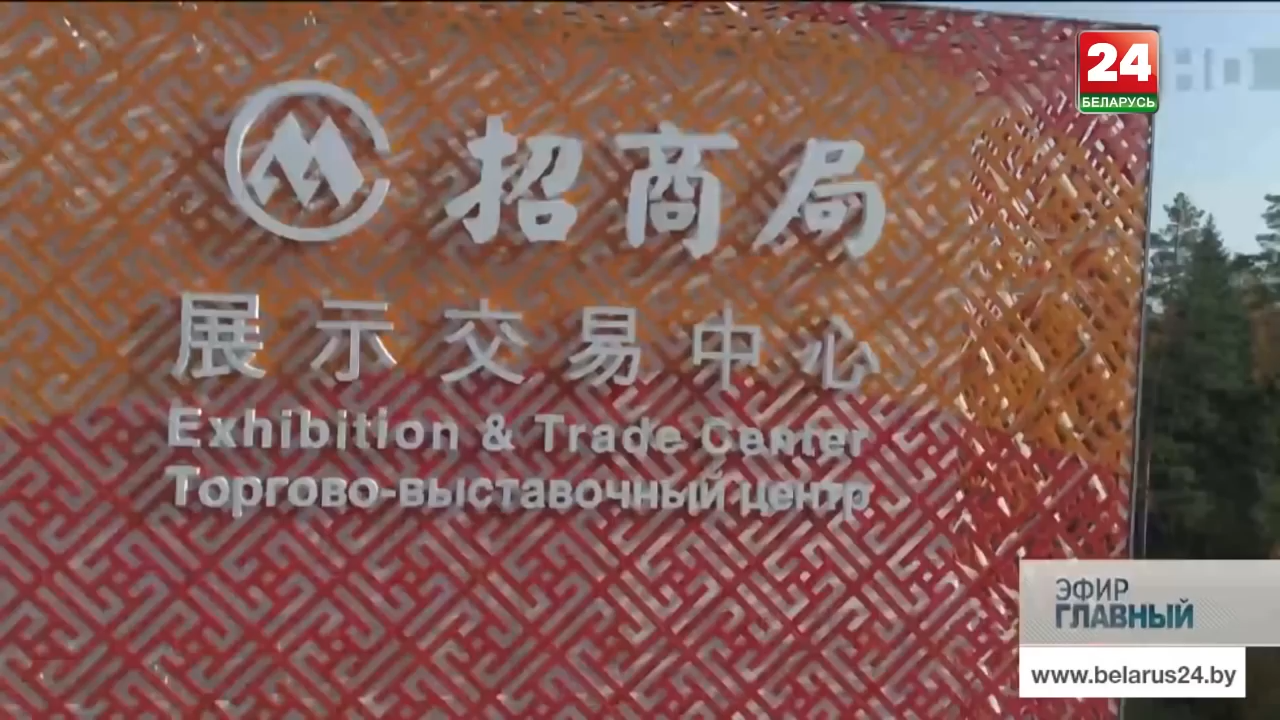 24
БЕЛАРУСЬ
招商局
展示交易中心
Exhibition & Trade Center
Торгово-выставочный центр
ЭФИР
ГЛАВНЫЙ
www.belarus24.by